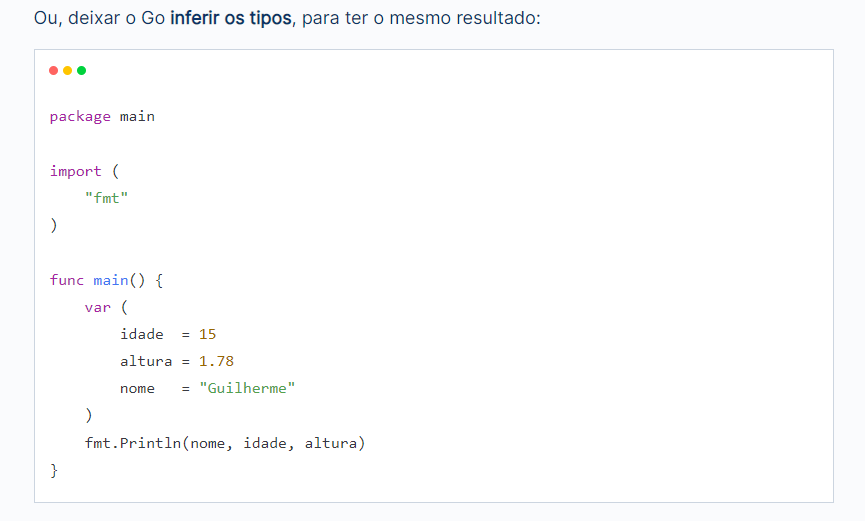 Ou, deixar o Go inferir os tipos, para ter o mesmo resultado:
package main
import (
    "fmt"
)
func main() {
    var (
        idade  = 15
        altura = 1.78
        nome   = "Guilherme"
    )
    fmt.Println(nome, idade, altura)
}